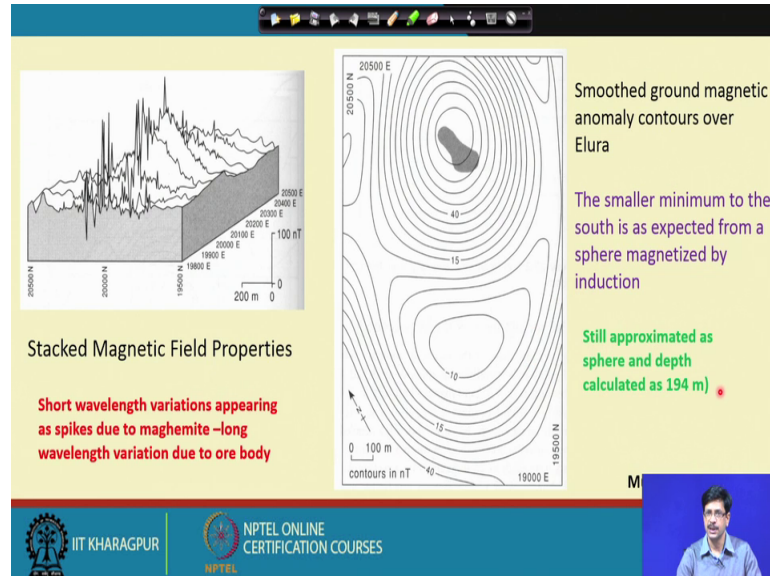 20500 E
20400 E
20300 E
20200 E
20100 E
20000 E
19900 E
19800 E
100 nT
0
200 m 0
20500 N
20000 N
19500 N
Stacked Magnetic Field Properties
Short wavelength variations appearing
as spikes due to maghemite –long
wavelength variation due to ore body
20500 E
20500 N
40
15
10
15
40
N
0 100 m
contours in nT
19000 E
19500 N
Smoothed ground magnetic
anomaly contours over
Elura
The smaller minimum to the
south is as expected from a
sphere magnetized by
induction
Still approximated as
sphere and depth
calculated as 194 m)
IIT KHARAGPUR
NPTEL
NPTEL ONLINE
CERTIFICATION COURSES